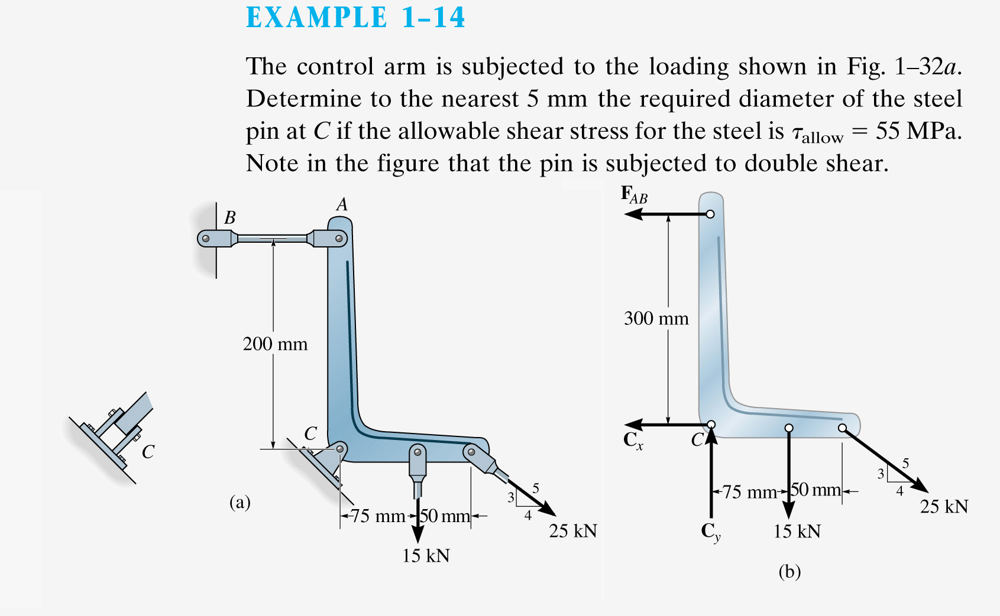 EXAMPLE 1–14
The control arm is subjected to the loading shown in Fig. 1–32a.
Determine to the nearest 5 mm the required diameter of the steel
pin at C if the allowable shear stress for the steel is τallow = 55 MPa.
Note in the figure that the pin is subjected to double shear.
B
A
200 mm
C
C
75 mm
50 mm
3
5
4
25 kN
15 kN
(a)
FAB
300 mm
Cx
C
Cy
75 mm
50 mm
3
5
4
25 kN
15 kN
(b)